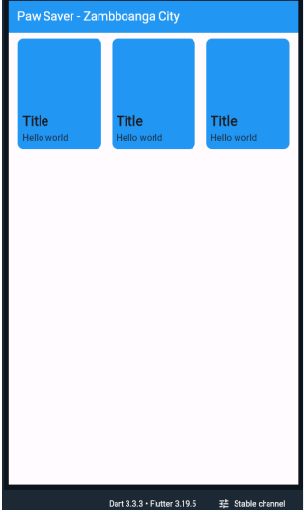 Paw Saver - Zambbcanga City
Title Title Title
Hello world Hello world Hello world
Dart 3.3.3 • Flutter 3.19.5 Stable channel